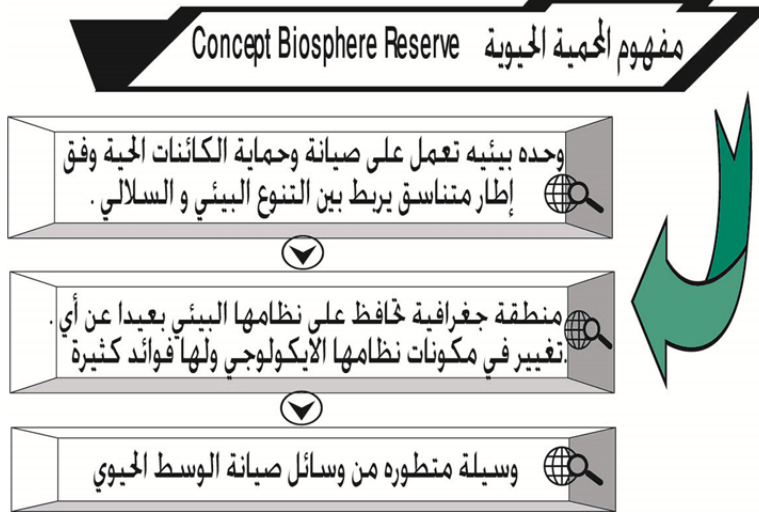 مفهوم المحمية الحيوية Concept Biosphere Reserve
وحده بيئيه تعمل على صيانة وحماية الكائنات الحية وفق
إطار متناسق يربط بين التنوع البيئي و السلالي .
منطقة جغرافية تحافظ على نظامها البيئي بعيدا عن أي .
.تغيير في مكونات نظامها الايكولوجي ولها فوائد كثيرة
وسيلة متطوره من وسائل صيانة الوسط الحيوي